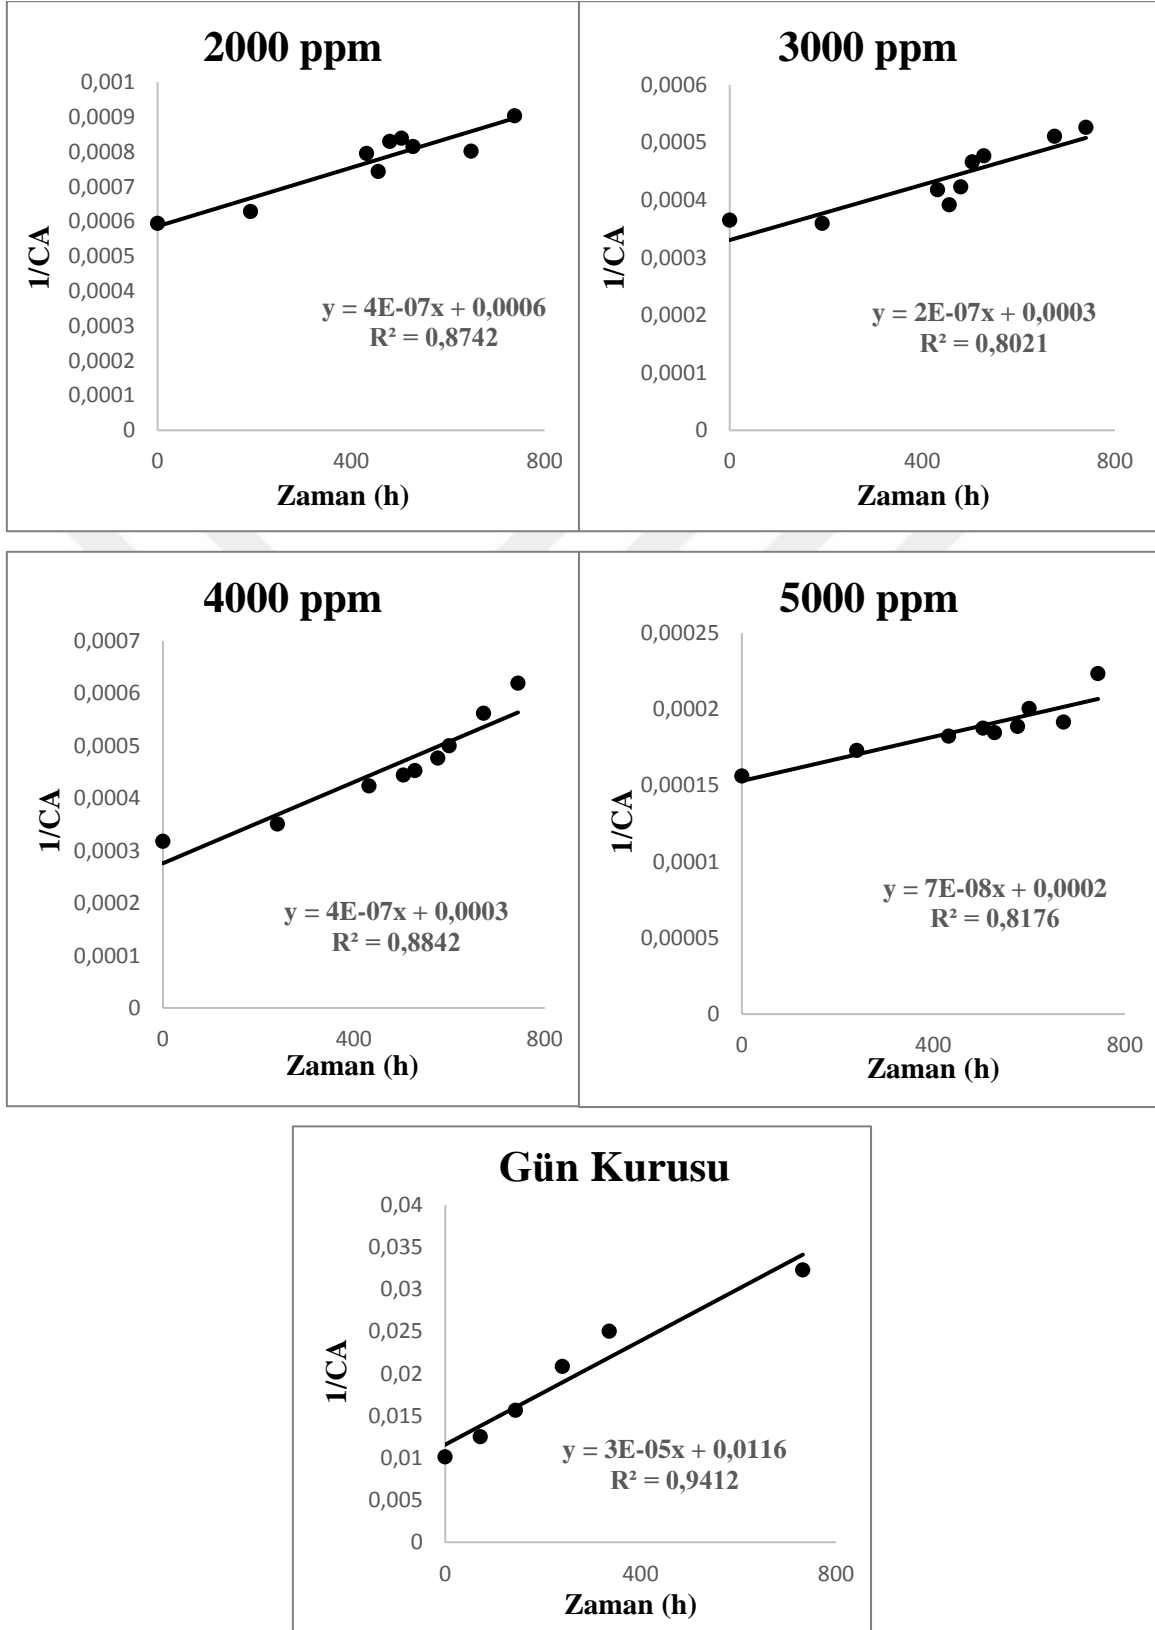 2000 ppm
0,001
0,0009
0,0008
0,0007
0,0006
0,0005
0,0004
0,0003
0,0002
0,0001
0
1/CA
y = 4E-07x + 0,0006
R² = 0,8742
0 400 800
Zaman (h)
3000 ppm
0,0006
0,0005
0,0004
0,0003
0,0002
0,0001
0
1/CA
y = 2E-07x + 0,0003
R² = 0,8021
0 400 800
Zaman (h)
4000 ppm
0,0007
0,0006
0,0005
0,0004
0,0003
0,0002
0,0001
0
1/CA
y = 4E-07x + 0,0003
R² = 0,8842
0 400 800
Zaman (h)
5000 ppm
0,00025
0,0002
0,00015
0,0001
0,00005
0
1/CA
y = 7E-08x + 0,0002
R² = 0,8176
0 400 800
Zaman (h)
Gün Kurusu
0,04
0,035
0,03
0,025
0,02
0,015
0,01
0,005
0
1/CA
y = 3E-05x + 0,0116
R² = 0,9412
0 400 800
Zaman (h)